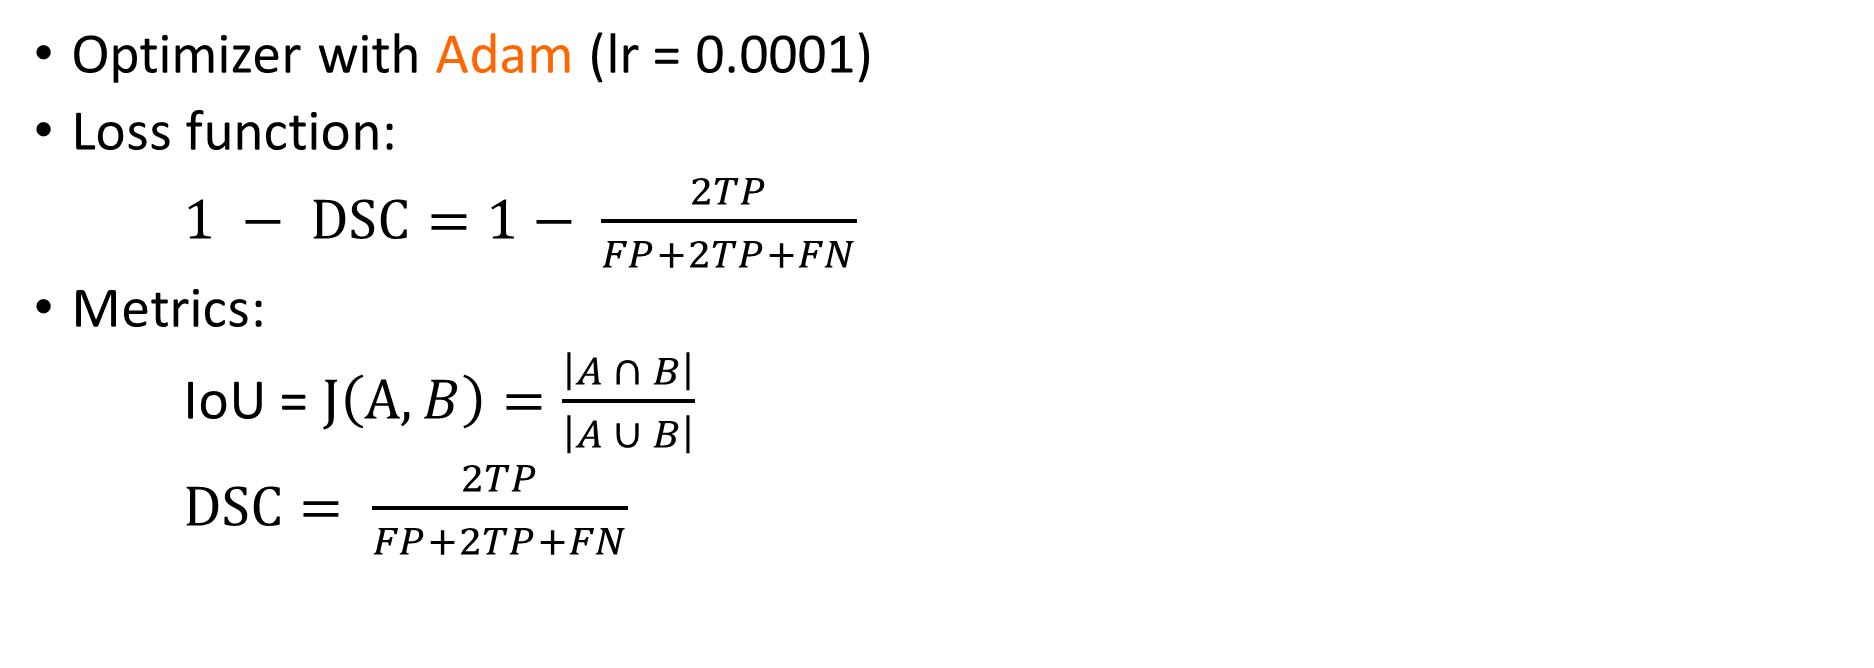 • Optimizer with Adam (lr = 0.0001)
• Loss function:
1 − DSC = 1 − 2TP / FP+2TP+FN
• Metrics:
IoU = J(A, B) = |A ∩ B| / |A ∪ B|
DSC = 2TP / FP+2TP+FN